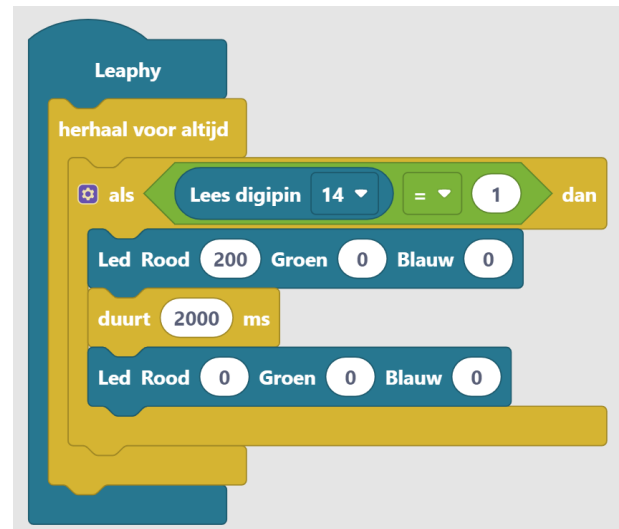 Leaphy
herhaal voor altijd
als Lees digipin 14 = 1 dan
Led Rood 200 Groen 0 Blauw 0
duurt 2000 ms
Led Rood 0 Groen 0 Blauw 0